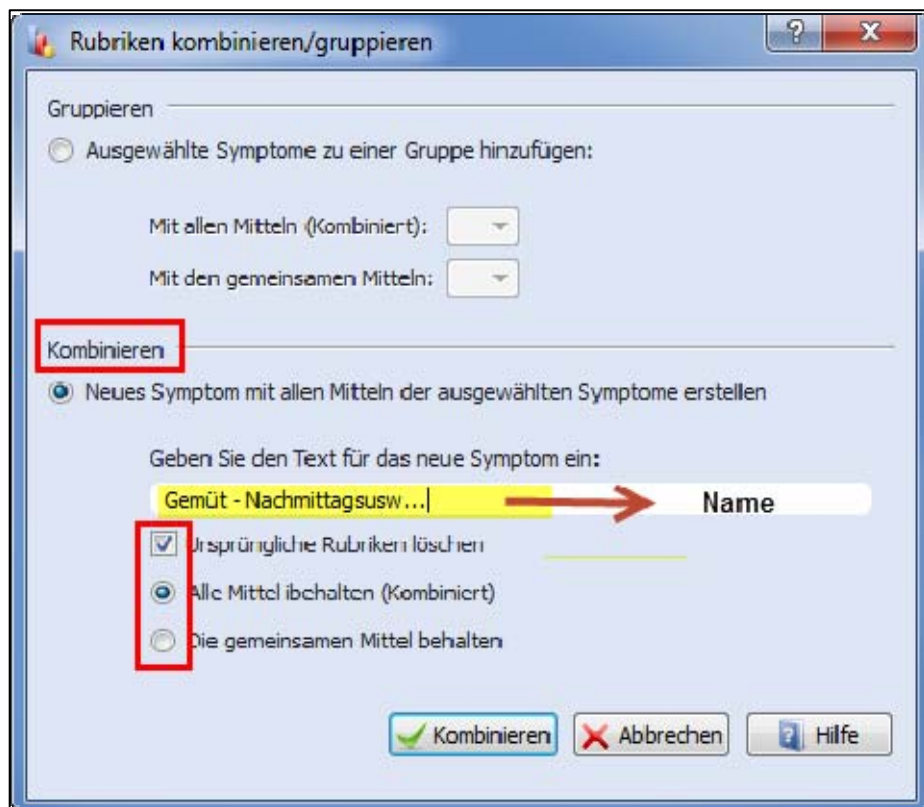 Rubriken kombinieren/gruppieren
Gruppieren
Ausgewählte Symptome zu einer Gruppe hinzufügen:
Mit allen Mitteln (Kombiniert):
Mit den gemeinsamen Mitteln:
Kombinieren
Neues Symptom mit allen Mitteln der ausgewählten Symptome erstellen
Geben Sie den Text für das neue Symptom ein:
Gemüt - Nachmittagsusw... Name
Ursprüngliche Rubriken löschen
Alle Mittel ibehalten (Kombiniert)
Die gemeinsamen Mittel behalten
Kombinieren Abbrechen Hilfe